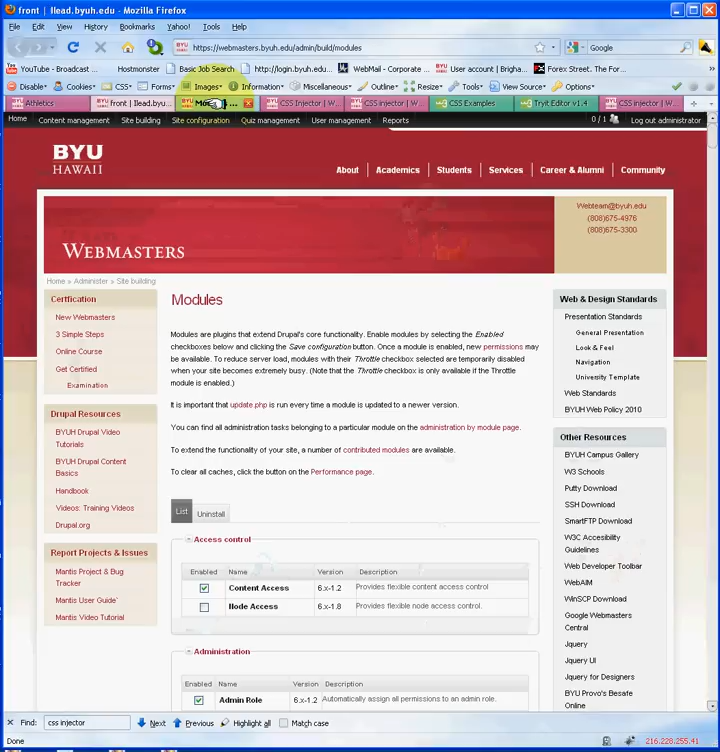 front | Ilead.byuh.edu - Mozilla Firefox
File Edit View History Bookmarks Yahoo! Tools Help
https://webmasters.byuh.edu/admin/build/modules
Google
YouTube - Broadcast ... Hostmonster Basic Job Search http://login.byuh.edu... WebMail - Corporate ... User account | Brigha... Forex Street. The For...
Disable Cookies CSS Forms Images Information Miscellaneous Outline Resize Tools View Source Options
Athletics front | Ilead.byu... CSS Injector | W... CSS injector | W... CSS Examples Tryit Editor v1.4 CSS injector | W...
Home Content management Site building Site configuration Quiz management User management Reports 0 / 1 Log out administrator
BYU
HAWAII
About Academics Students Services Career & Alumni Community
WEBMASTERS
Webteam@byuh.edu
(808)675-4976
(808)675-3300
Home » Administer » Site building
Certfication
New Webmasters
3 Simple Steps
Online Course
Get Certified
Examination
Drupal Resources
BYUH Drupal Video
Tutorials
BYUH Drupal Content
Basics
Handbook
Videos: Training Videos
Drupal.org
Report Projects & Issues
Mantis Project & Bug
Tracker
Mantis User Guide'
Mantis Video Tutorial
Modules
Modules are plugins that extend Drupal's core functionality. Enable modules by selecting the Enabled
checkboxes below and clicking the Save configuration button. Once a module is enabled, new permissions may
be available. To reduce server load, modules with their Throttle checkbox selected are temporarily disabled
when your site becomes extremely busy. (Note that the Throttle checkbox is only available if the Throttle
module is enabled.)
It is important that update.php is run every time a module is updated to a newer version.
You can find all administration tasks belonging to a particular module on the administration by module page.
To extend the functionality of your site, a number of contributed modules are available.
To clear all caches, click the button on the Performance page.
List Uninstall
Access control
Enabled Name Version Description
Content Access 6.x-1.2 Provides flexible content access control
Node Access 6.x-1.8 Provides flexible node access control.
Administration
Enabled Name Version Description
Admin Role 6.x-1.2 Automatically assign all permissions to an admin role.
Web & Design Standards
Presentation Standards
General Presentation
Look & Feel
Navigation
University Template
Web Standards
BYUH Web Policy 2010
Other Resources
BYUH Campus Gallery
W3 Schools
Putty Download
SSH Download
SmartFTP Download
W3C Accesibility
Guidelines
Web Developer Toolbar
WebAIM
WinSCP Download
Google Webmasters
Central
Jquery
Jquery UI
Jquery for Designers
BYU Provo's Besafe
Online
Find: css injector Next Previous Highlight all Match case
Done 216.228.255.41